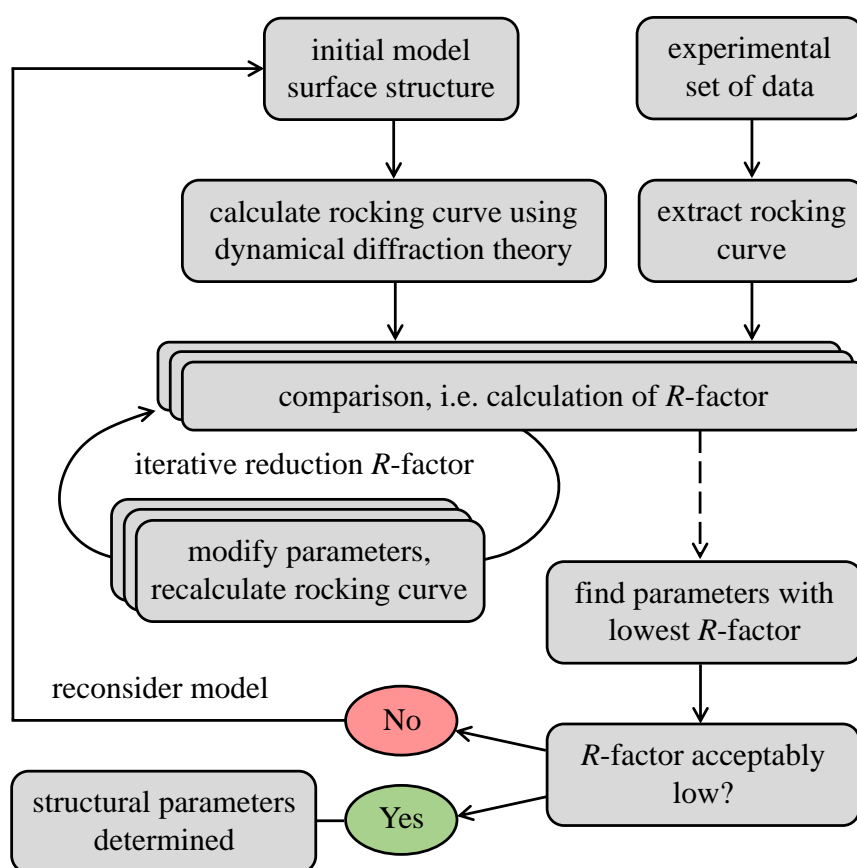 initial model
surface structure
experimental
set of data
calculate rocking curve using
dynamical diffraction theory
extract rocking
curve
comparison, i.e. calculation of R-factor
iterative reduction R-factor
modify parameters,
recalculate rocking curve
find parameters with
lowest R-factor
reconsider model
No
R-factor acceptably
low?
structural parameters
determined
Yes